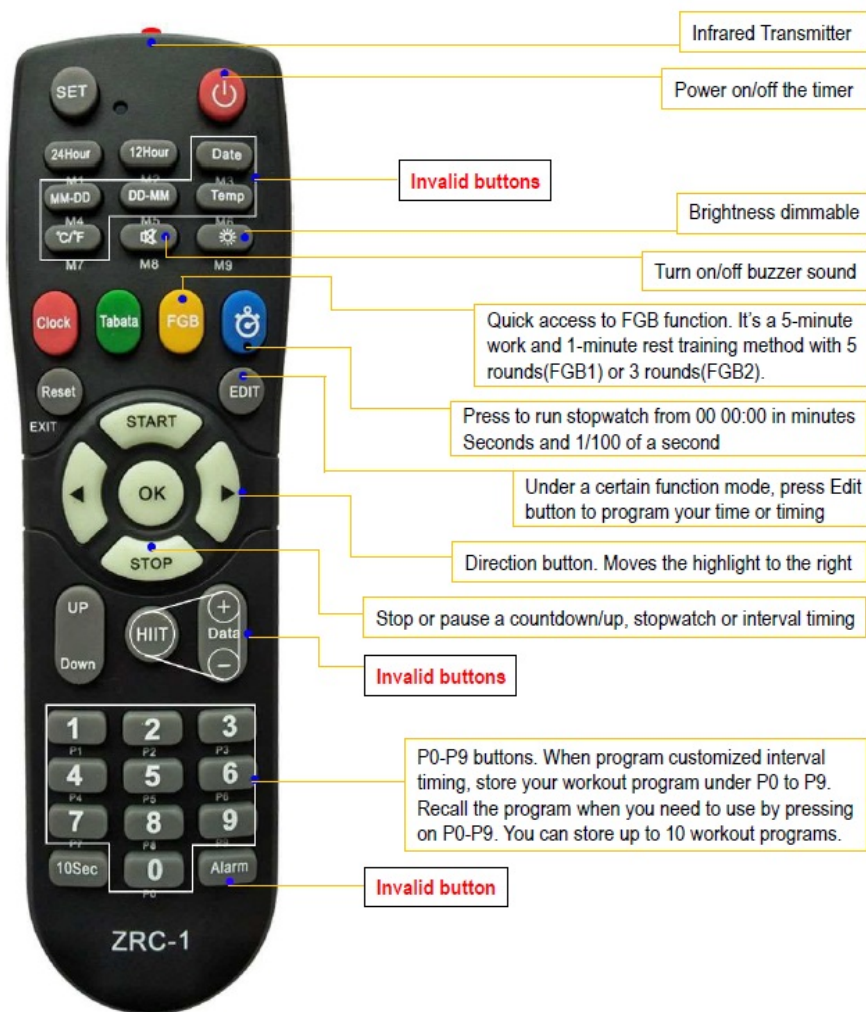 Infrared Transmitter
SET
Power on/off the timer
24Hour 12Hour Date
M1 M2 M3
Invalid buttons
MM-DD DD-MM Temp
M4 M5 M6
Brightness dimmable
°C/°F
M7 M8 M9
Turn on/off buzzer sound
Clock Tabata FGB
Quick access to FGB function. It's a 5-minute
work and 1-minute rest training method with 5
rounds(FGB1) or 3 rounds(FGB2).
Reset EDIT
EXIT
START
Press to run stopwatch from 00 00:00 in minutes
Seconds and 1/100 of a second
OK
Under a certain function mode, press Edit
button to program your time or timing
STOP
Direction button. Moves the highlight to the right
UP
Stop or pause a countdown/up, stopwatch or interval timing
+
HIIT Data
Down −
Invalid buttons
1 2 3
P1 P2 P3
4 5 6
P4 P5 P6
P0-P9 buttons. When program customized interval
timing, store your workout program under P0 to P9.
Recall the program when you need to use by pressing
on P0-P9. You can store up to 10 workout programs.
7 8 9
P7 P8 P9
10Sec 0 Alarm
P0
Invalid button
ZRC-1